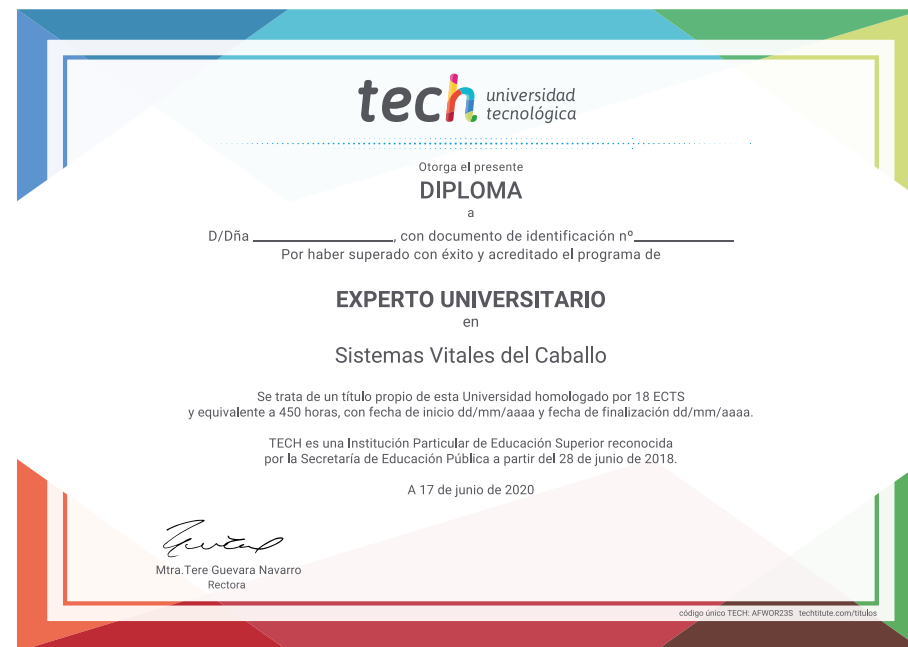 tech universidad
tecnológica
Otorga el presente
DIPLOMA
a
D/Dña , con documento de identificación nº
Por haber superado con éxito y acreditado el programa de
EXPERTO UNIVERSITARIO
en
Sistemas Vitales del Caballo
Se trata de un título propio de esta Universidad homologado por 18 ECTS
y equivalente a 450 horas, con fecha de inicio dd/mm/aaaa y fecha de finalización dd/mm/aaaa.
TECH es una Institución Particular de Educación Superior reconocida
por la Secretaría de Educación Pública a partir del 28 de junio de 2018.
A 17 de junio de 2020
Mtra.Tere Guevara Navarro
Rectora
código único TECH: AFWOR23S techtitute.com/titulos